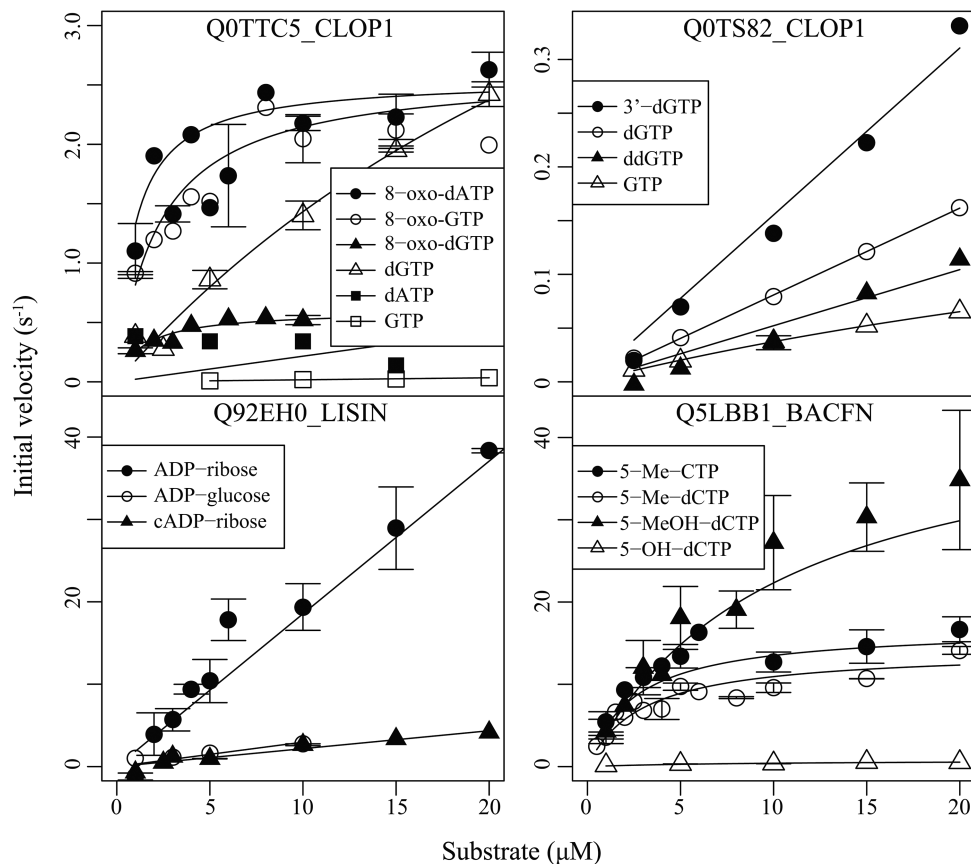 Q0TTC5_CLOP1
3.0
2.0
1.0
0
8-oxo-dATP
8-oxo-GTP
8-oxo-dGTP
dGTP
dATP
GTP
Q0TS82_CLOP1
0.3
0.2
0.1
0
3'-dGTP
dGTP
ddGTP
GTP
Initial velocity (s⁻¹)
Q92EH0_LISIN
40
20
0
ADP-ribose
ADP-glucose
cADP-ribose
0 5 10 15 20
Q5LBB1_BACFN
40
20
0
5-Me-CTP
5-Me-dCTP
5-MeOH-dCTP
5-OH-dCTP
0 5 10 15 20
Substrate (μM)